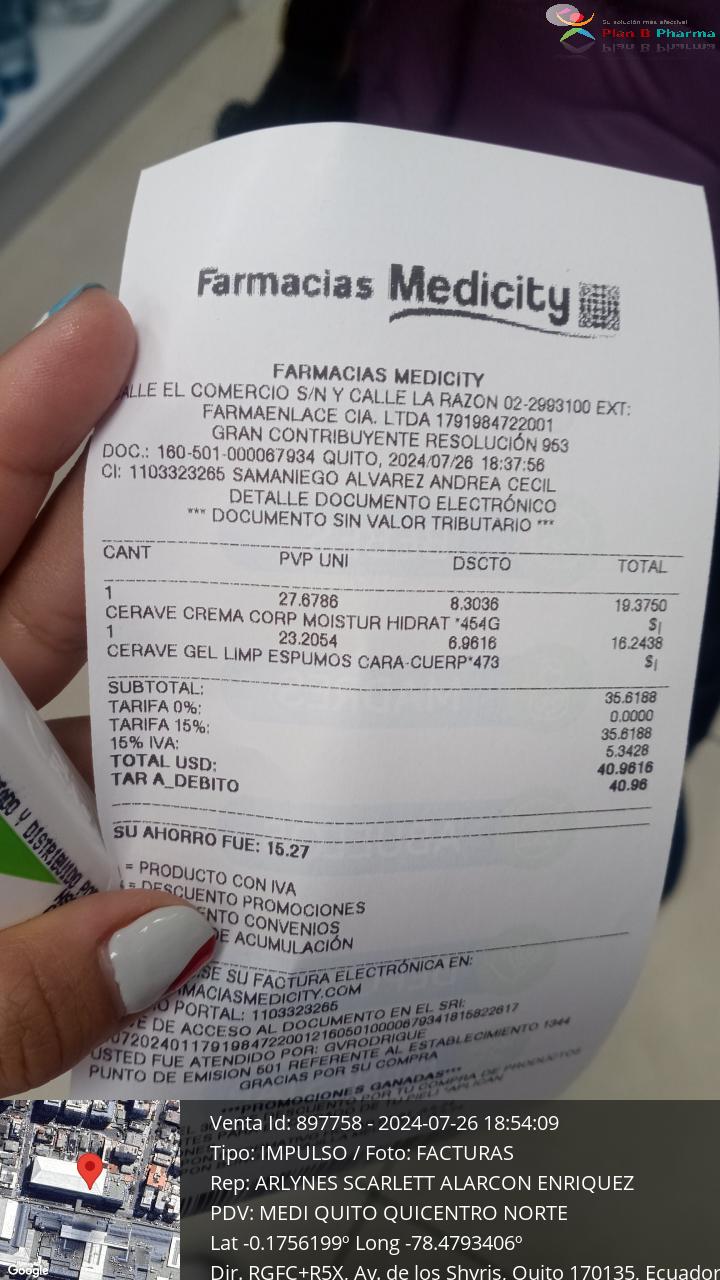 Su solución más efectiva!
Plan B Pharma
Farmacias Medicity
FARMACIAS MEDICITY
ALLE EL COMERCIO S/N Y CALLE LA RAZON 02-2993100 EXT:
FARMAENLACE CIA. LTDA 1791984722001
GRAN CONTRIBUYENTE RESOLUCIÓN 953
DOC.: 160-501-000067934 QUITO, 2024/07/26 18:37:56
CI: 1103323265 SAMANIEGO ALVAREZ ANDREA CECIL
DETALLE DOCUMENTO ELECTRÓNICO
*** DOCUMENTO SIN VALOR TRIBUTARIO ***
CANT PVP UNI DSCTO TOTAL
1 27.6786 8.3036 19.3750
CERAVE CREMA CORP MOISTUR HIDRAT *454G $|
1 23.2054 6.9616 16.2438
CERAVE GEL LIMP ESPUMOS CARA-CUERP*473 $|
SUBTOTAL: 35.6188
TARIFA 0%: 0.0000
TARIFA 15%: 35.6188
15% IVA: 5.3428
TOTAL USD: 40.9616
TAR A_DEBITO 40.96
SU AHORRO FUE: 15.27
= PRODUCTO CON IVA
= DESCUENTO PROMOCIONES
ENTO CONVENIOS
DE ACUMULACIÓN
SE SU FACTURA ELECTRÓNICA EN:
MACIASMEDICITY.COM
IO PORTAL: 1103323265
E DE ACCESO AL DOCUMENTO EN EL SRI:
USTED FUE ATENDIDO POR: GVRODRIGUE
PUNTO DE EMISION 501 REFERENTE AL ESTABLECIMIENTO 1344
GRACIAS POR SU COMPRA
***PROMOCIONES GANADAS***
ADO Y DISTRIBUIDO POR
Venta Id: 897758 - 2024-07-26 18:54:09
Tipo: IMPULSO / Foto: FACTURAS
Rep: ARLYNES SCARLETT ALARCON ENRIQUEZ
PDV: MEDI QUITO QUICENTRO NORTE
Lat -0.1756199º Long -78.4793406º
Dir. RGFC+R5X, Av. de los Shyris, Quito 170135, Ecuador
Google